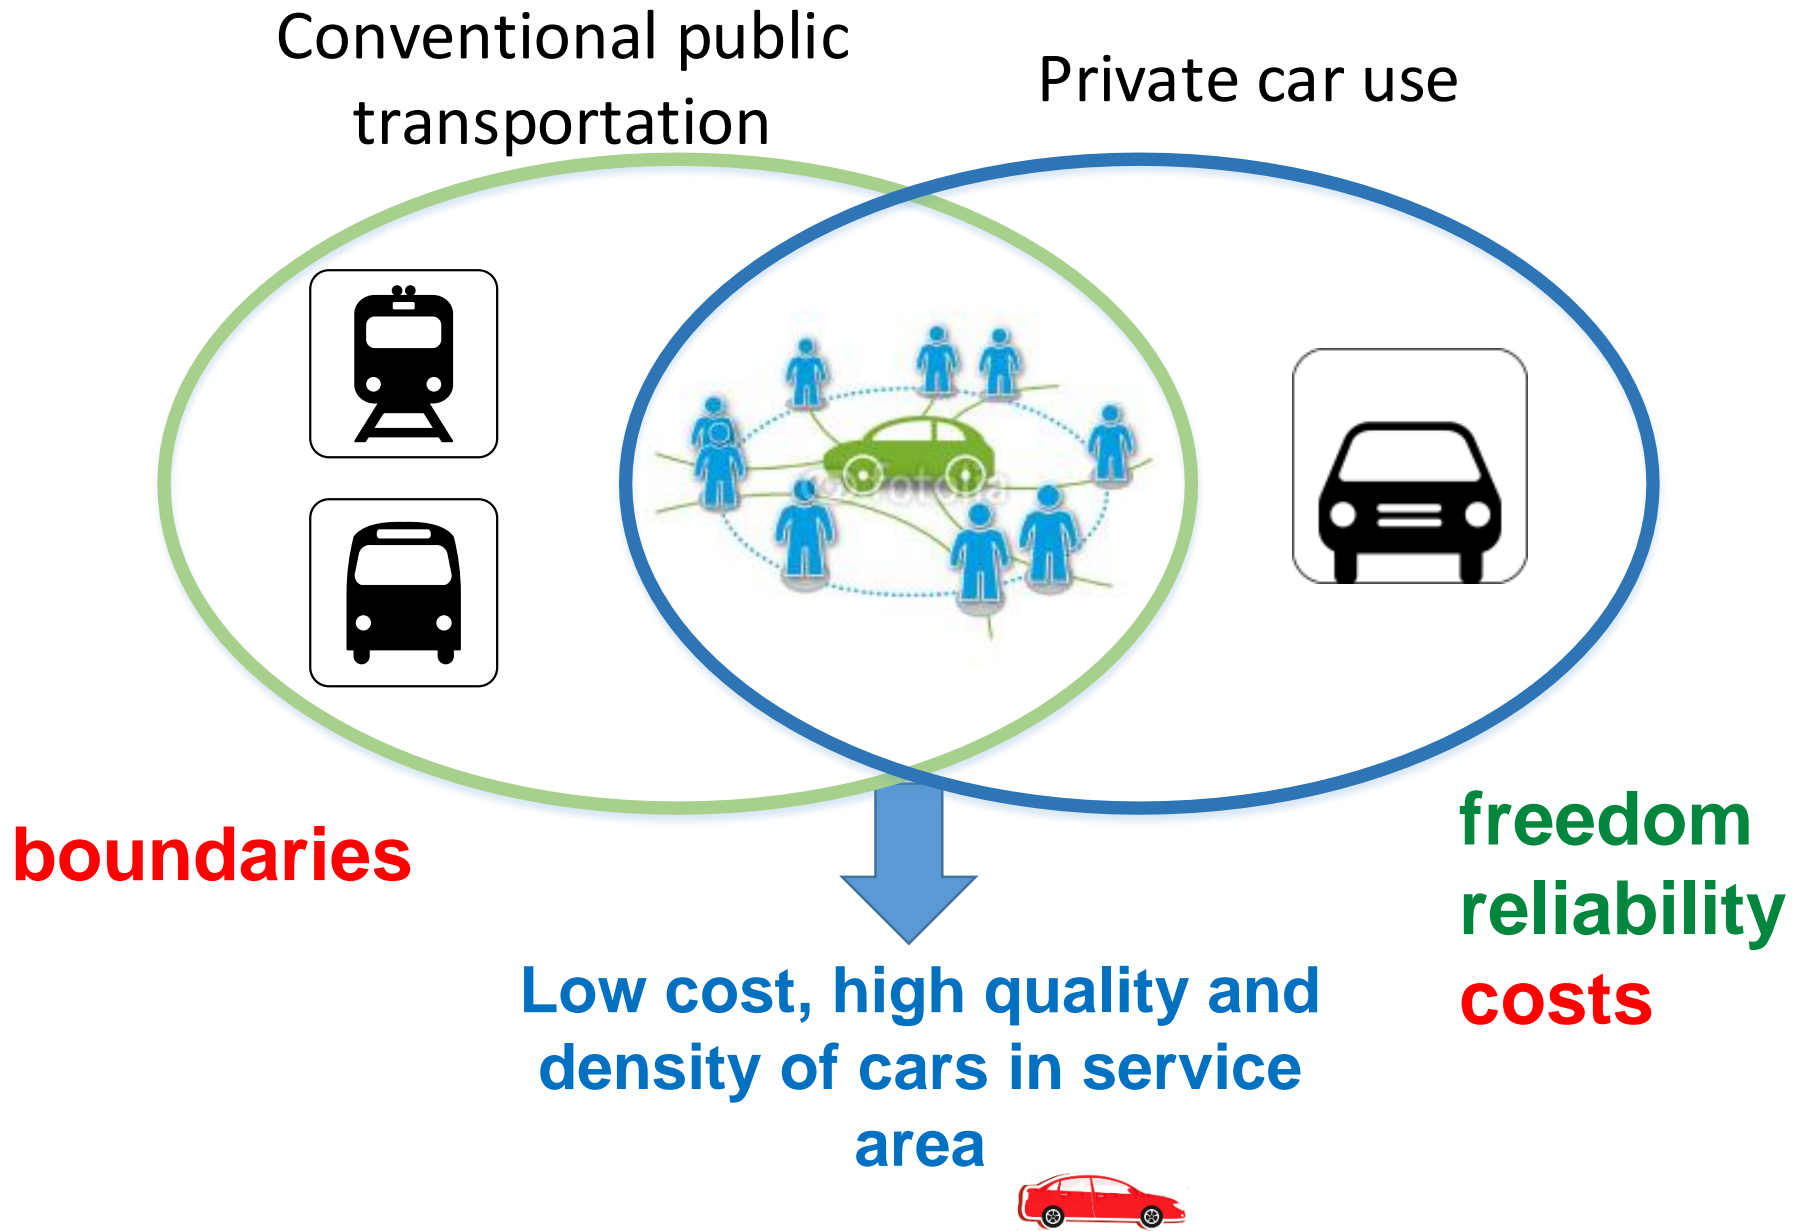 Conventional public
transportation
Private car use
fotolia
boundaries
freedom
reliability
costs
Low cost, high quality and
density of cars in service
area